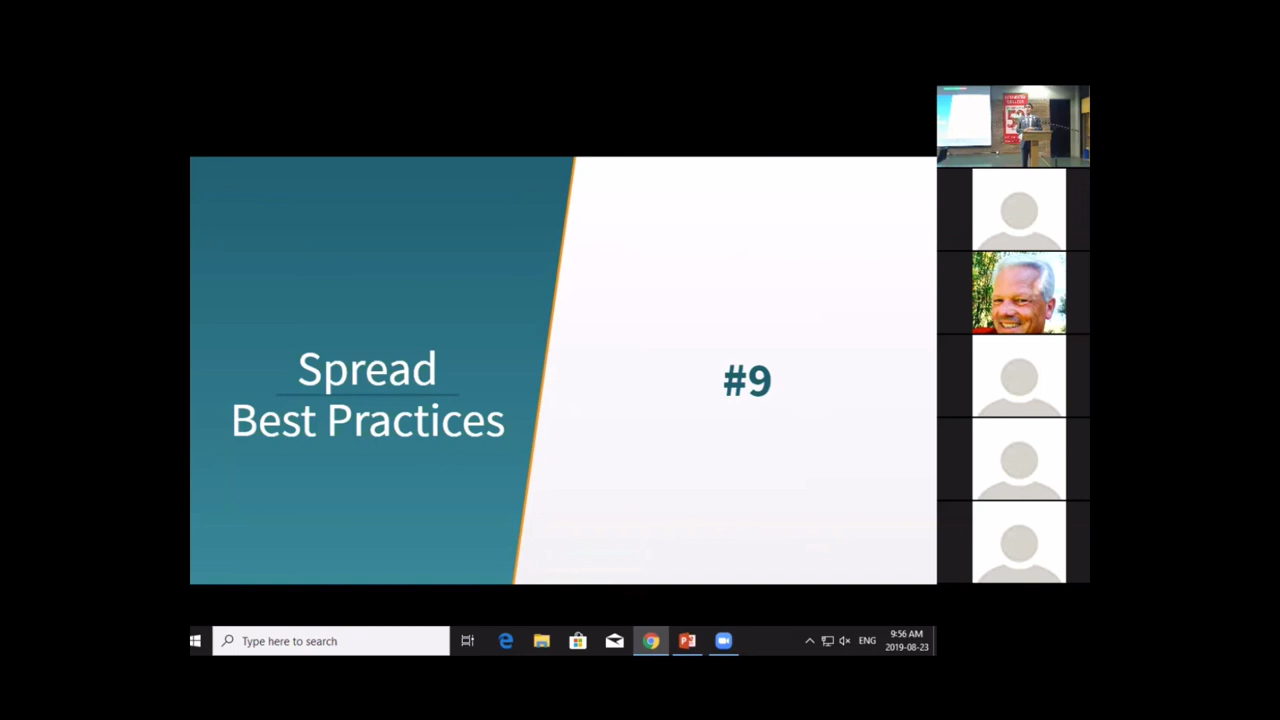 Spread
Best Practices
#9
Type here to search
ENG
9:56 AM
2019-08-23